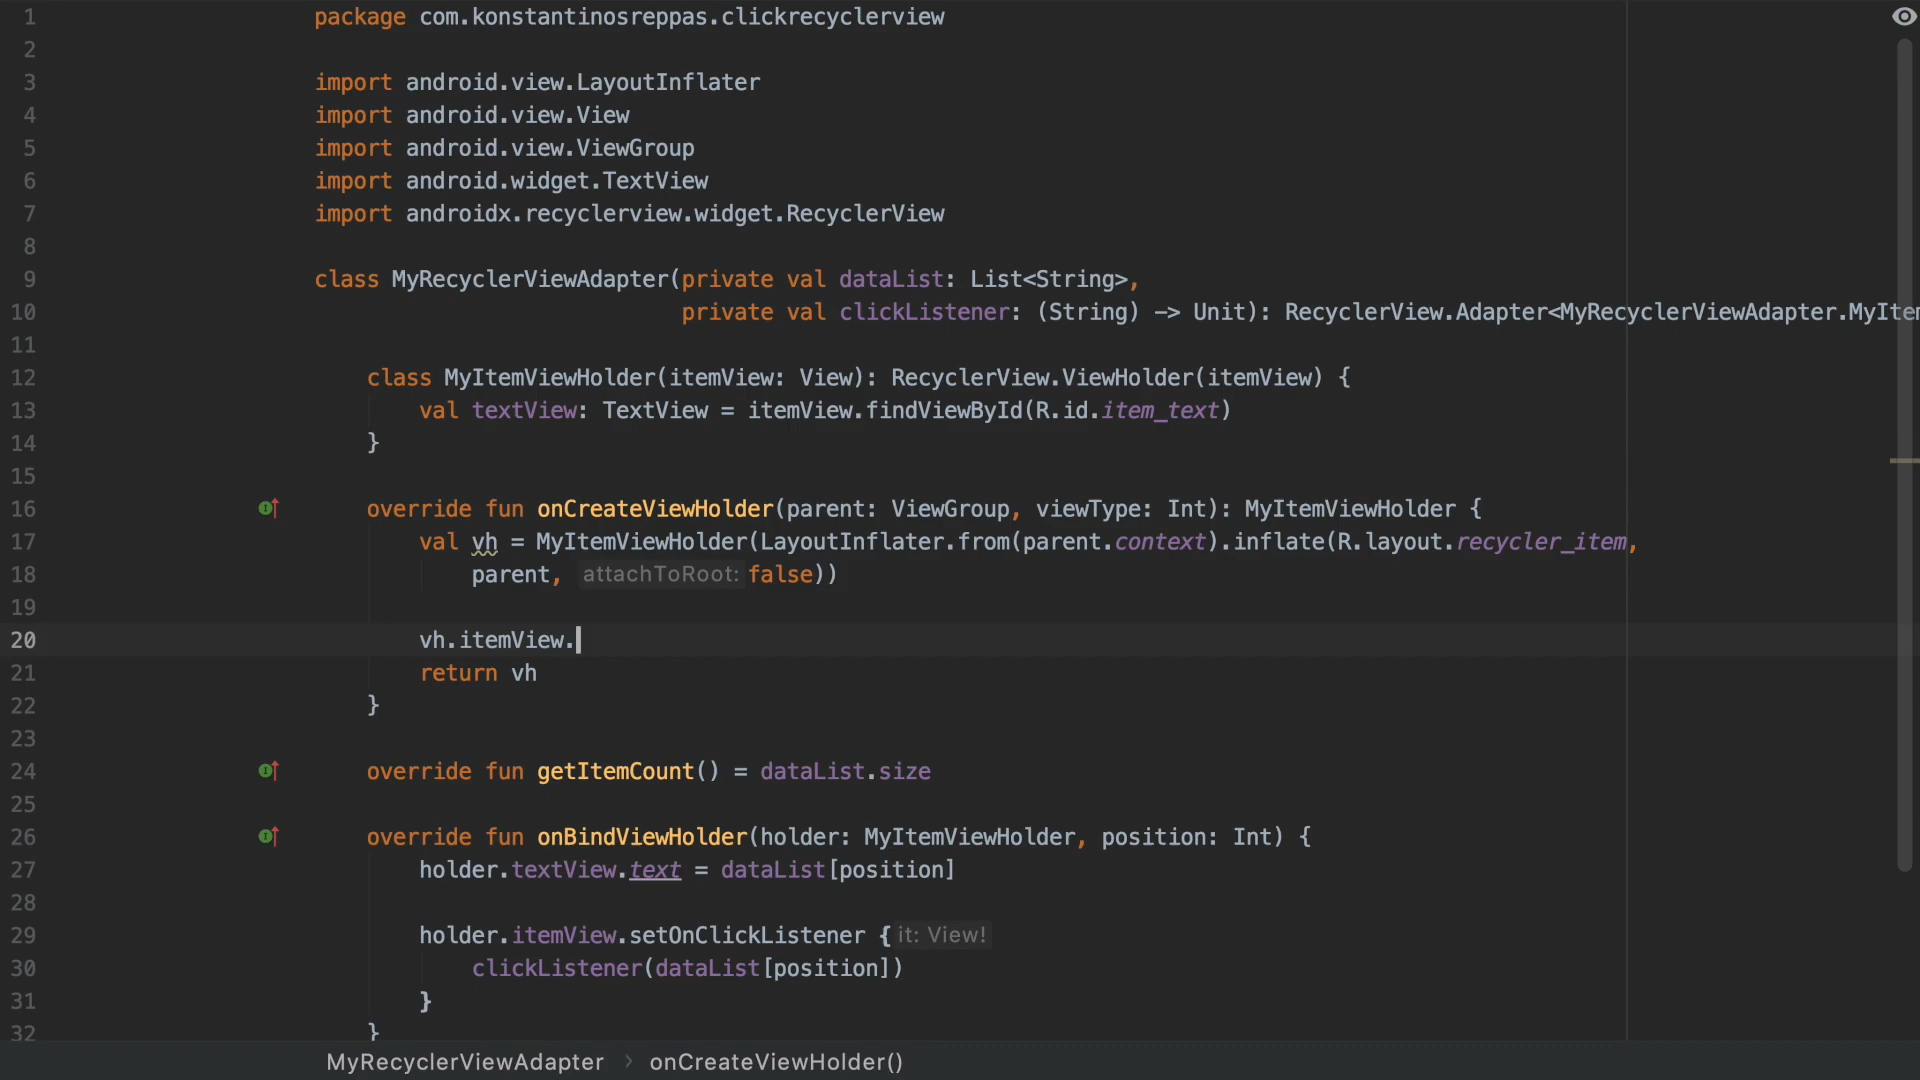 1 package com.konstantinosreppas.clickrecyclerview
2
3 import android.view.LayoutInflater
4 import android.view.View
5 import android.view.ViewGroup
6 import android.widget.TextView
7 import androidx.recyclerview.widget.RecyclerView
8
9 class MyRecyclerViewAdapter(private val dataList: List<String>,
10 private val clickListener: (String) -> Unit): RecyclerView.Adapter<MyRecyclerViewAdapter.MyItem
11
12 class MyItemViewHolder(itemView: View): RecyclerView.ViewHolder(itemView) {
13 val textView: TextView = itemView.findViewById(R.id.item_text)
14 }
15
16 override fun onCreateViewHolder(parent: ViewGroup, viewType: Int): MyItemViewHolder {
17 val vh = MyItemViewHolder(LayoutInflater.from(parent.context).inflate(R.layout.recycler_item,
18 parent, attachToRoot: false))
19
20 vh.itemView.
21 return vh
22 }
23
24 override fun getItemCount() = dataList.size
25
26 override fun onBindViewHolder(holder: MyItemViewHolder, position: Int) {
27 holder.textView.text = dataList[position]
28
29 holder.itemView.setOnClickListener { it: View!
30 clickListener(dataList[position])
31 }
32 }
MyRecyclerViewAdapter › onCreateViewHolder()